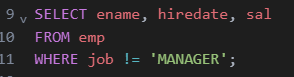 9 SELECT ename, hiredate, sal
10 FROM emp
11 WHERE job != 'MANAGER';